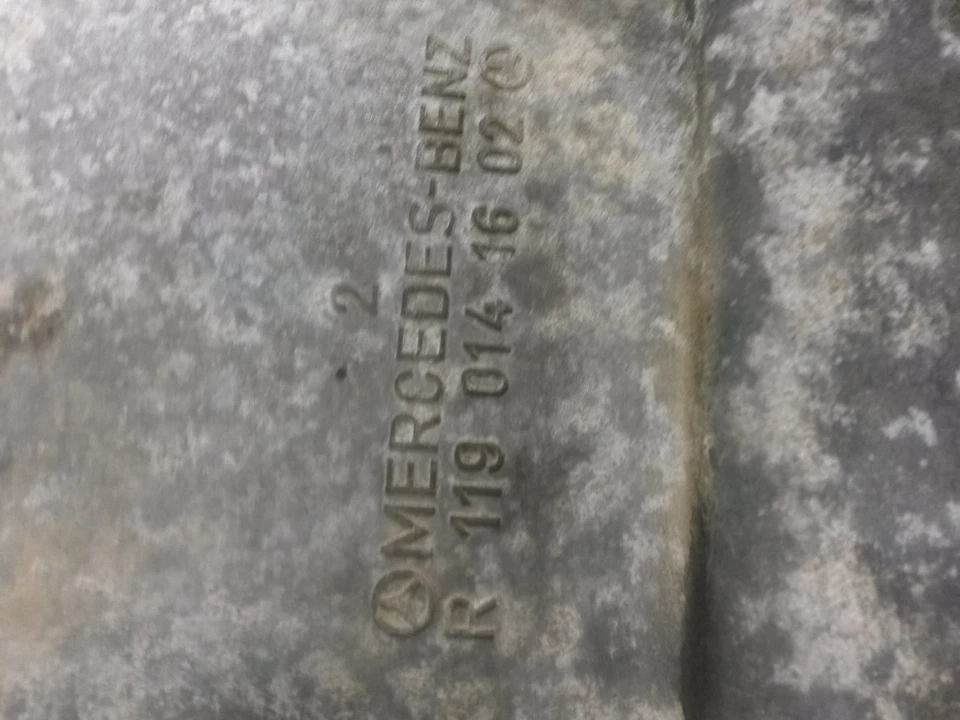 2
MERCEDES-BENZ
R 119 014 16 02